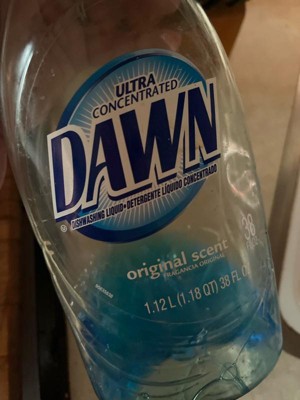 ULTRA
CONCENTRATED
DAWN
DISHWASHING LIQUID•DETERGENTE LÍQUIDO CONCENTRADO
original scent
FRAGANCIA ORIGINAL
38
1.12 L (1.18 QT) 38 FL